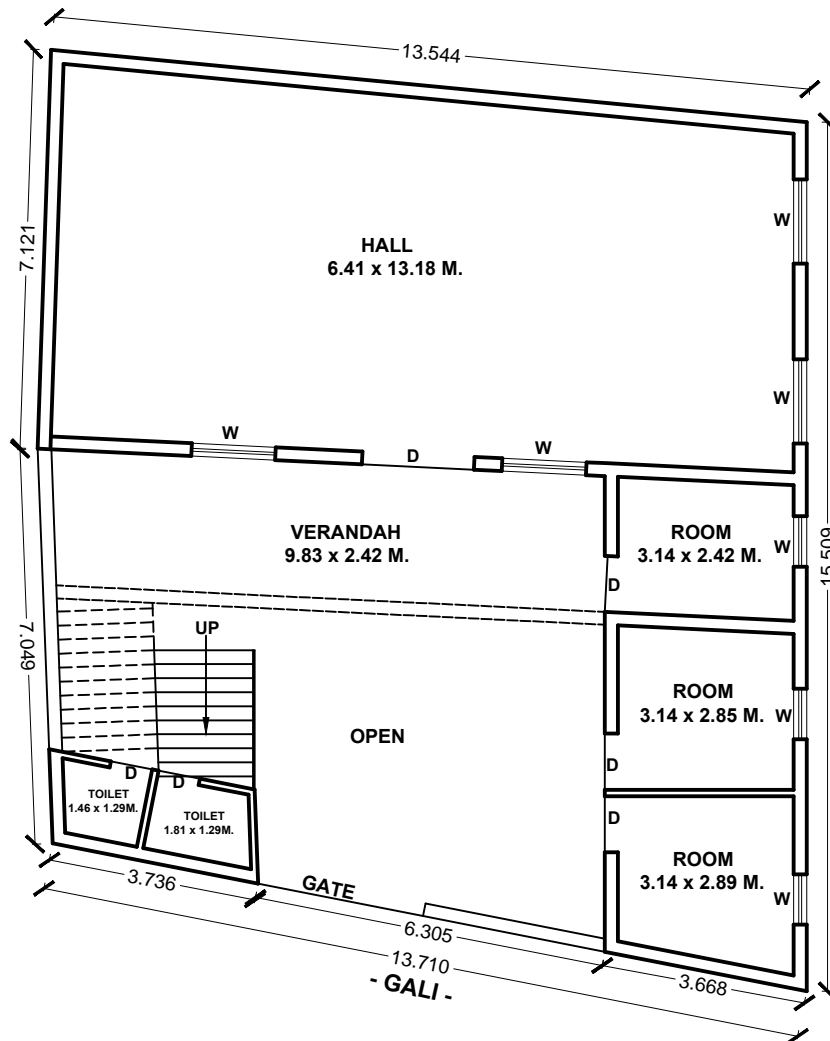 13.544
7.121
W
HALL
6.41 x 13.18 M.
W
W
D
W
VERANDAH
9.83 x 2.42 M.
ROOM
3.14 x 2.42 M.
W
15.509
D
7.049
UP
OPEN
ROOM
3.14 x 2.85 M.
W
D
D
D
TOILET
1.46 x 1.29M.
TOILET
1.81 x 1.29M.
D
ROOM
3.14 x 2.89 M.
W
3.736
GATE
6.305
13.710
3.668
- GALI -